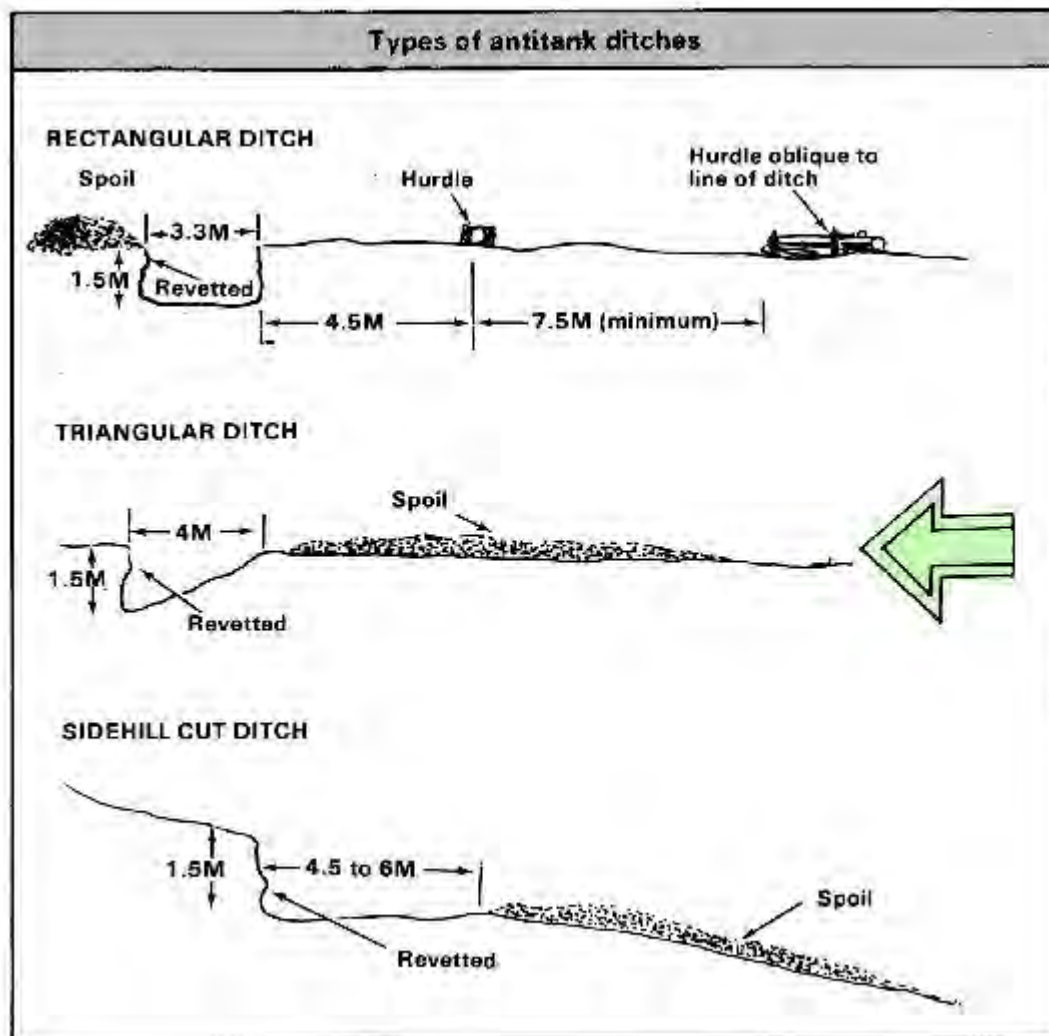 Types of antitank ditches
RECTANGULAR DITCH
Spoil
Hurdle
Hurdle oblique to
line of ditch
3.3M
1.5M
Revetted
4.5M
7.5M (minimum)
TRIANGULAR DITCH
Spoil
4M
1.5M
Revetted
SIDEHILL CUT DITCH
1.5M
4.5 to 6M
Spoil
Revetted